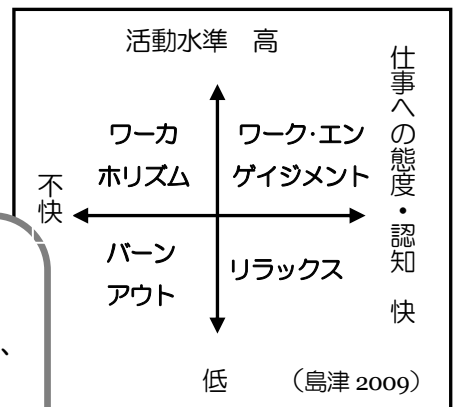 活動水準 高
仕事への態度・認知 快
ワーカ
ホリズム
ワーク･エン
ゲイジメント
不快
バーン
アウト
リラックス
、
低 （島津 2009）